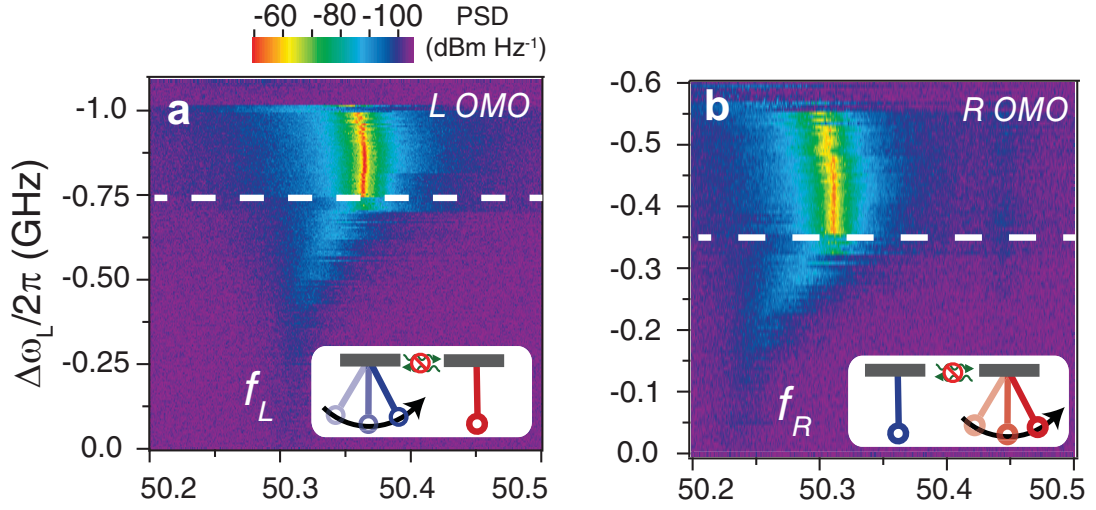 -60 -80 -100 PSD
(dBm Hz⁻¹)
a L OMO
b R OMO
Δω_L/2π (GHz)
-1.0
-0.75
-0.50
-0.25
0.0
f_L
50.2 50.3 50.4 50.5
-0.6
-0.5
-0.4
-0.3
-0.2
-0.1
0.0
f_R
50.2 50.3 50.4 50.5